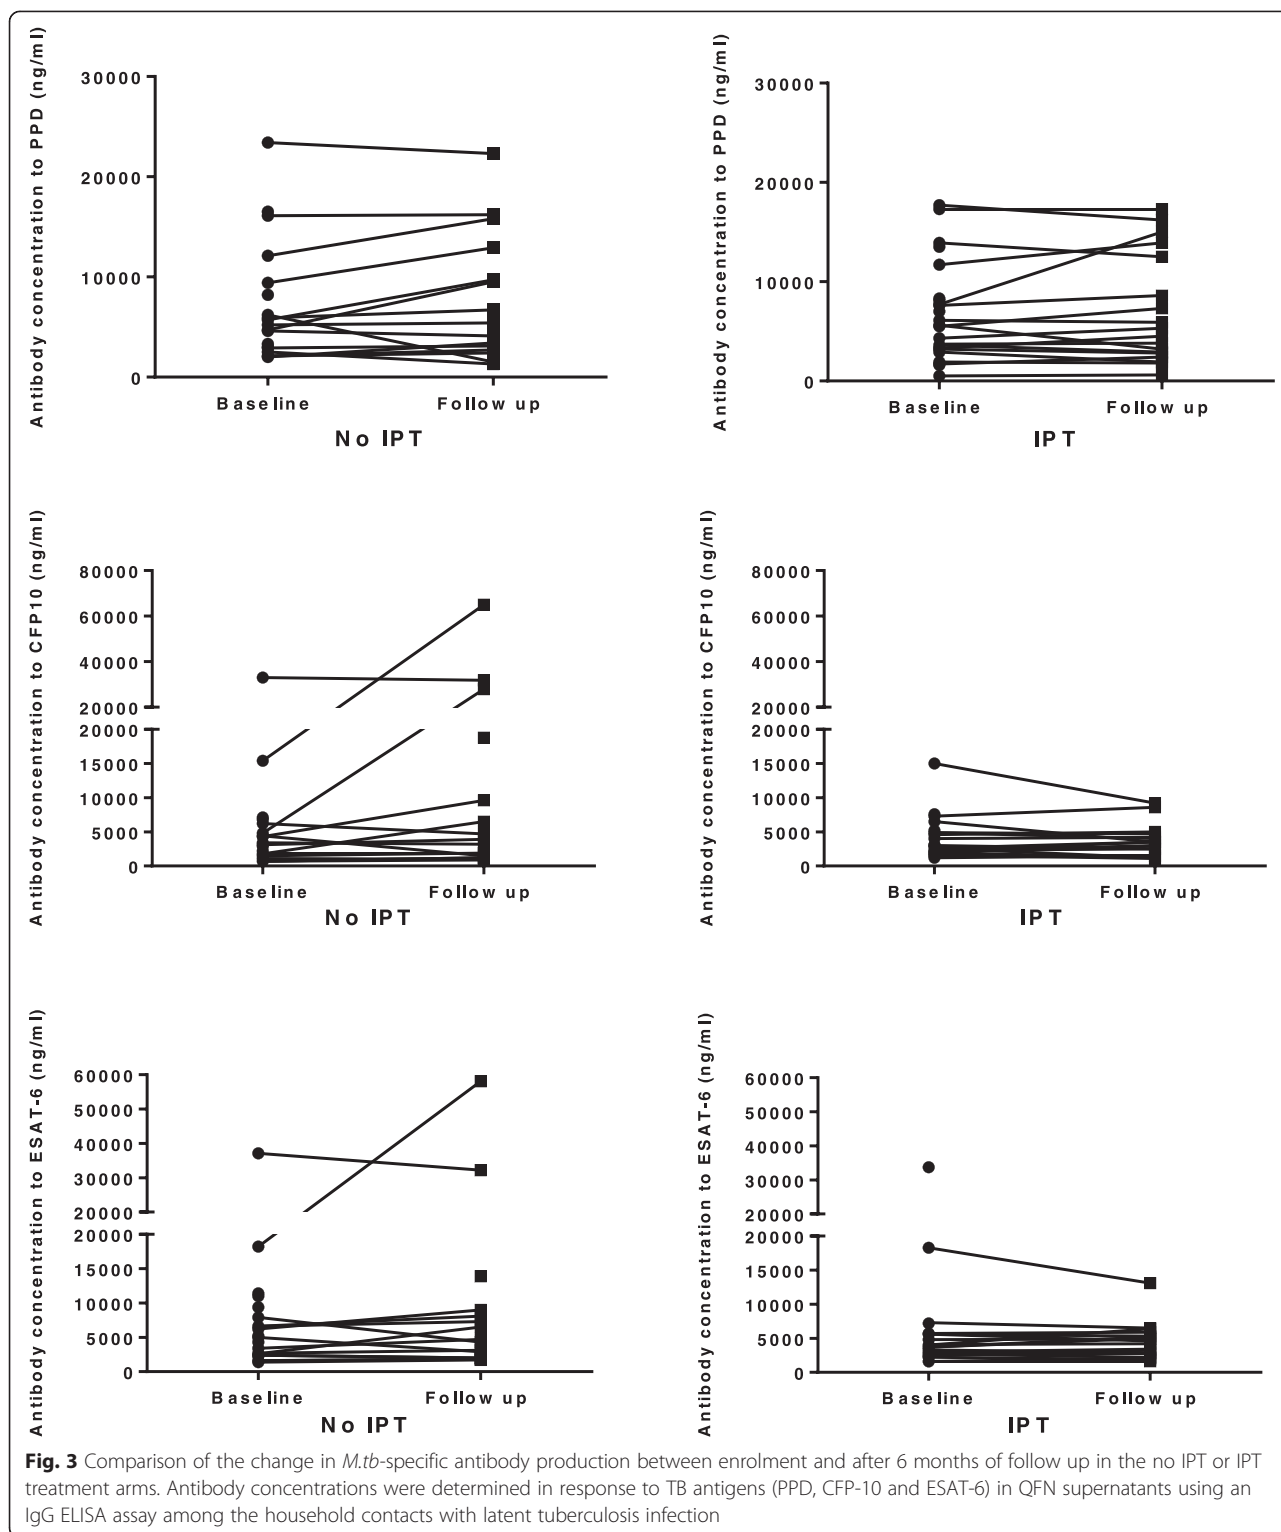 Antibody concentration to PPD (ng/ml)
30000
20000
10000
0
Baseline Follow up
No IPT
Antibody concentration to PPD (ng/ml)
30000
20000
10000
0
Baseline Follow up
IPT
Antibody concentration to CFP10 (ng/ml)
80000
60000
40000
20000
20000
15000
10000
5000
0
Baseline Follow up
No IPT
Antibody concentration to CFP10 (ng/ml)
80000
60000
40000
20000
20000
15000
10000
5000
0
Baseline Follow up
IPT
Antibody concentration to ESAT-6 (ng/ml)
60000
50000
40000
30000
20000
20000
15000
10000
5000
0
Baseline Follow up
No IPT
Antibody concentration to ESAT-6 (ng/ml)
60000
50000
40000
30000
20000
20000
15000
10000
5000
0
Baseline Follow up
IPT
Fig. 3 Comparison of the change in M.tb-specific antibody production between enrolment and after 6 months of follow up in the no IPT or IPT
treatment arms. Antibody concentrations were determined in response to TB antigens (PPD, CFP-10 and ESAT-6) in QFN supernatants using an
IgG ELISA assay among the household contacts with latent tuberculosis infection